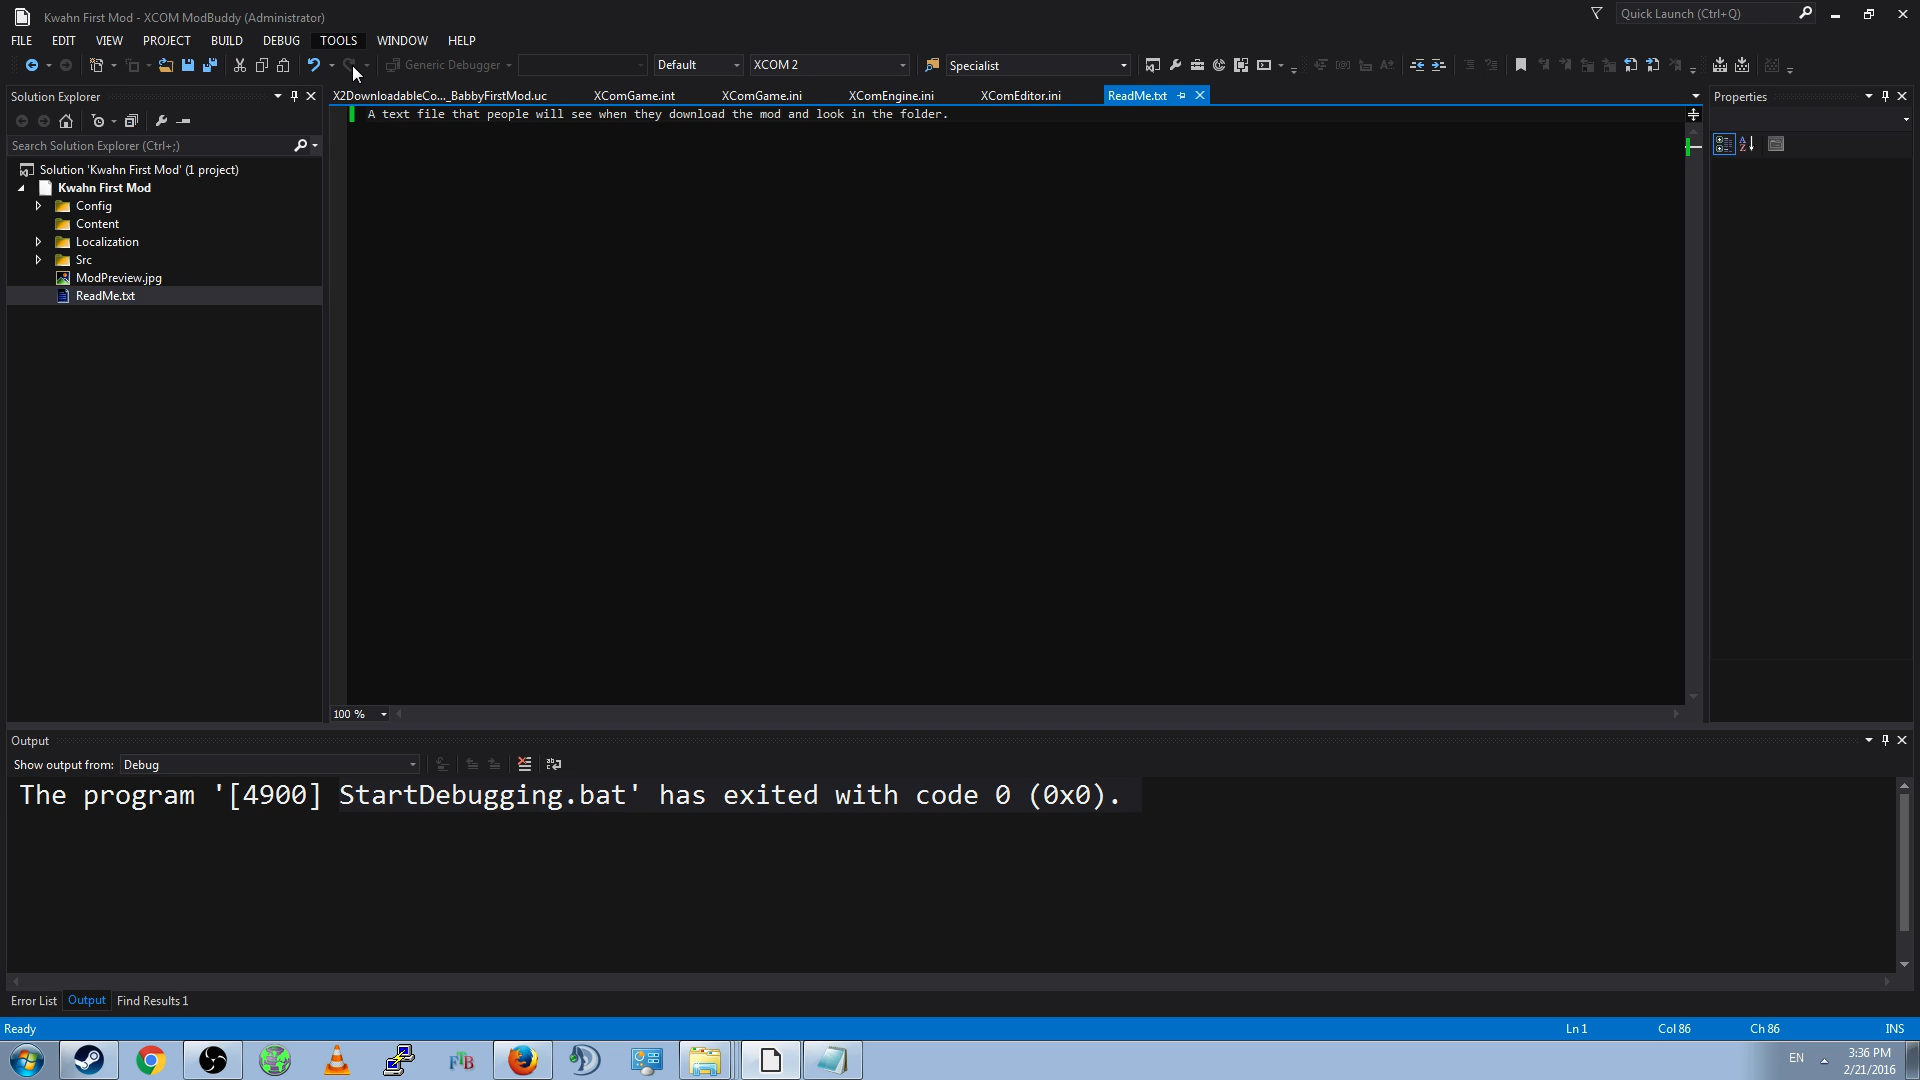 Kwahn First Mod - XCOM ModBuddy (Administrator)
Quick Launch (Ctrl+Q)
FILE EDIT VIEW PROJECT BUILD DEBUG TOOLS WINDOW HELP
Generic Debugger Default XCOM 2 Specialist
Solution Explorer
X2DownloadableCo..._BabbyFirstMod.uc XComGame.int XComGame.ini XComEngine.ini XComEditor.ini ReadMe.txt
Properties
A text file that people will see when they download the mod and look in the folder.
Search Solution Explorer (Ctrl+;)
Solution 'Kwahn First Mod' (1 project)
Kwahn First Mod
Config
Content
Localization
Src
ModPreview.jpg
ReadMe.txt
100 %
Output
Show output from: Debug
The program '[4900] StartDebugging.bat' has exited with code 0 (0x0).
Error List Output Find Results 1
Ready Ln 1 Col 86 Ch 86 INS
FTB
EN
3:36 PM
2/21/2016